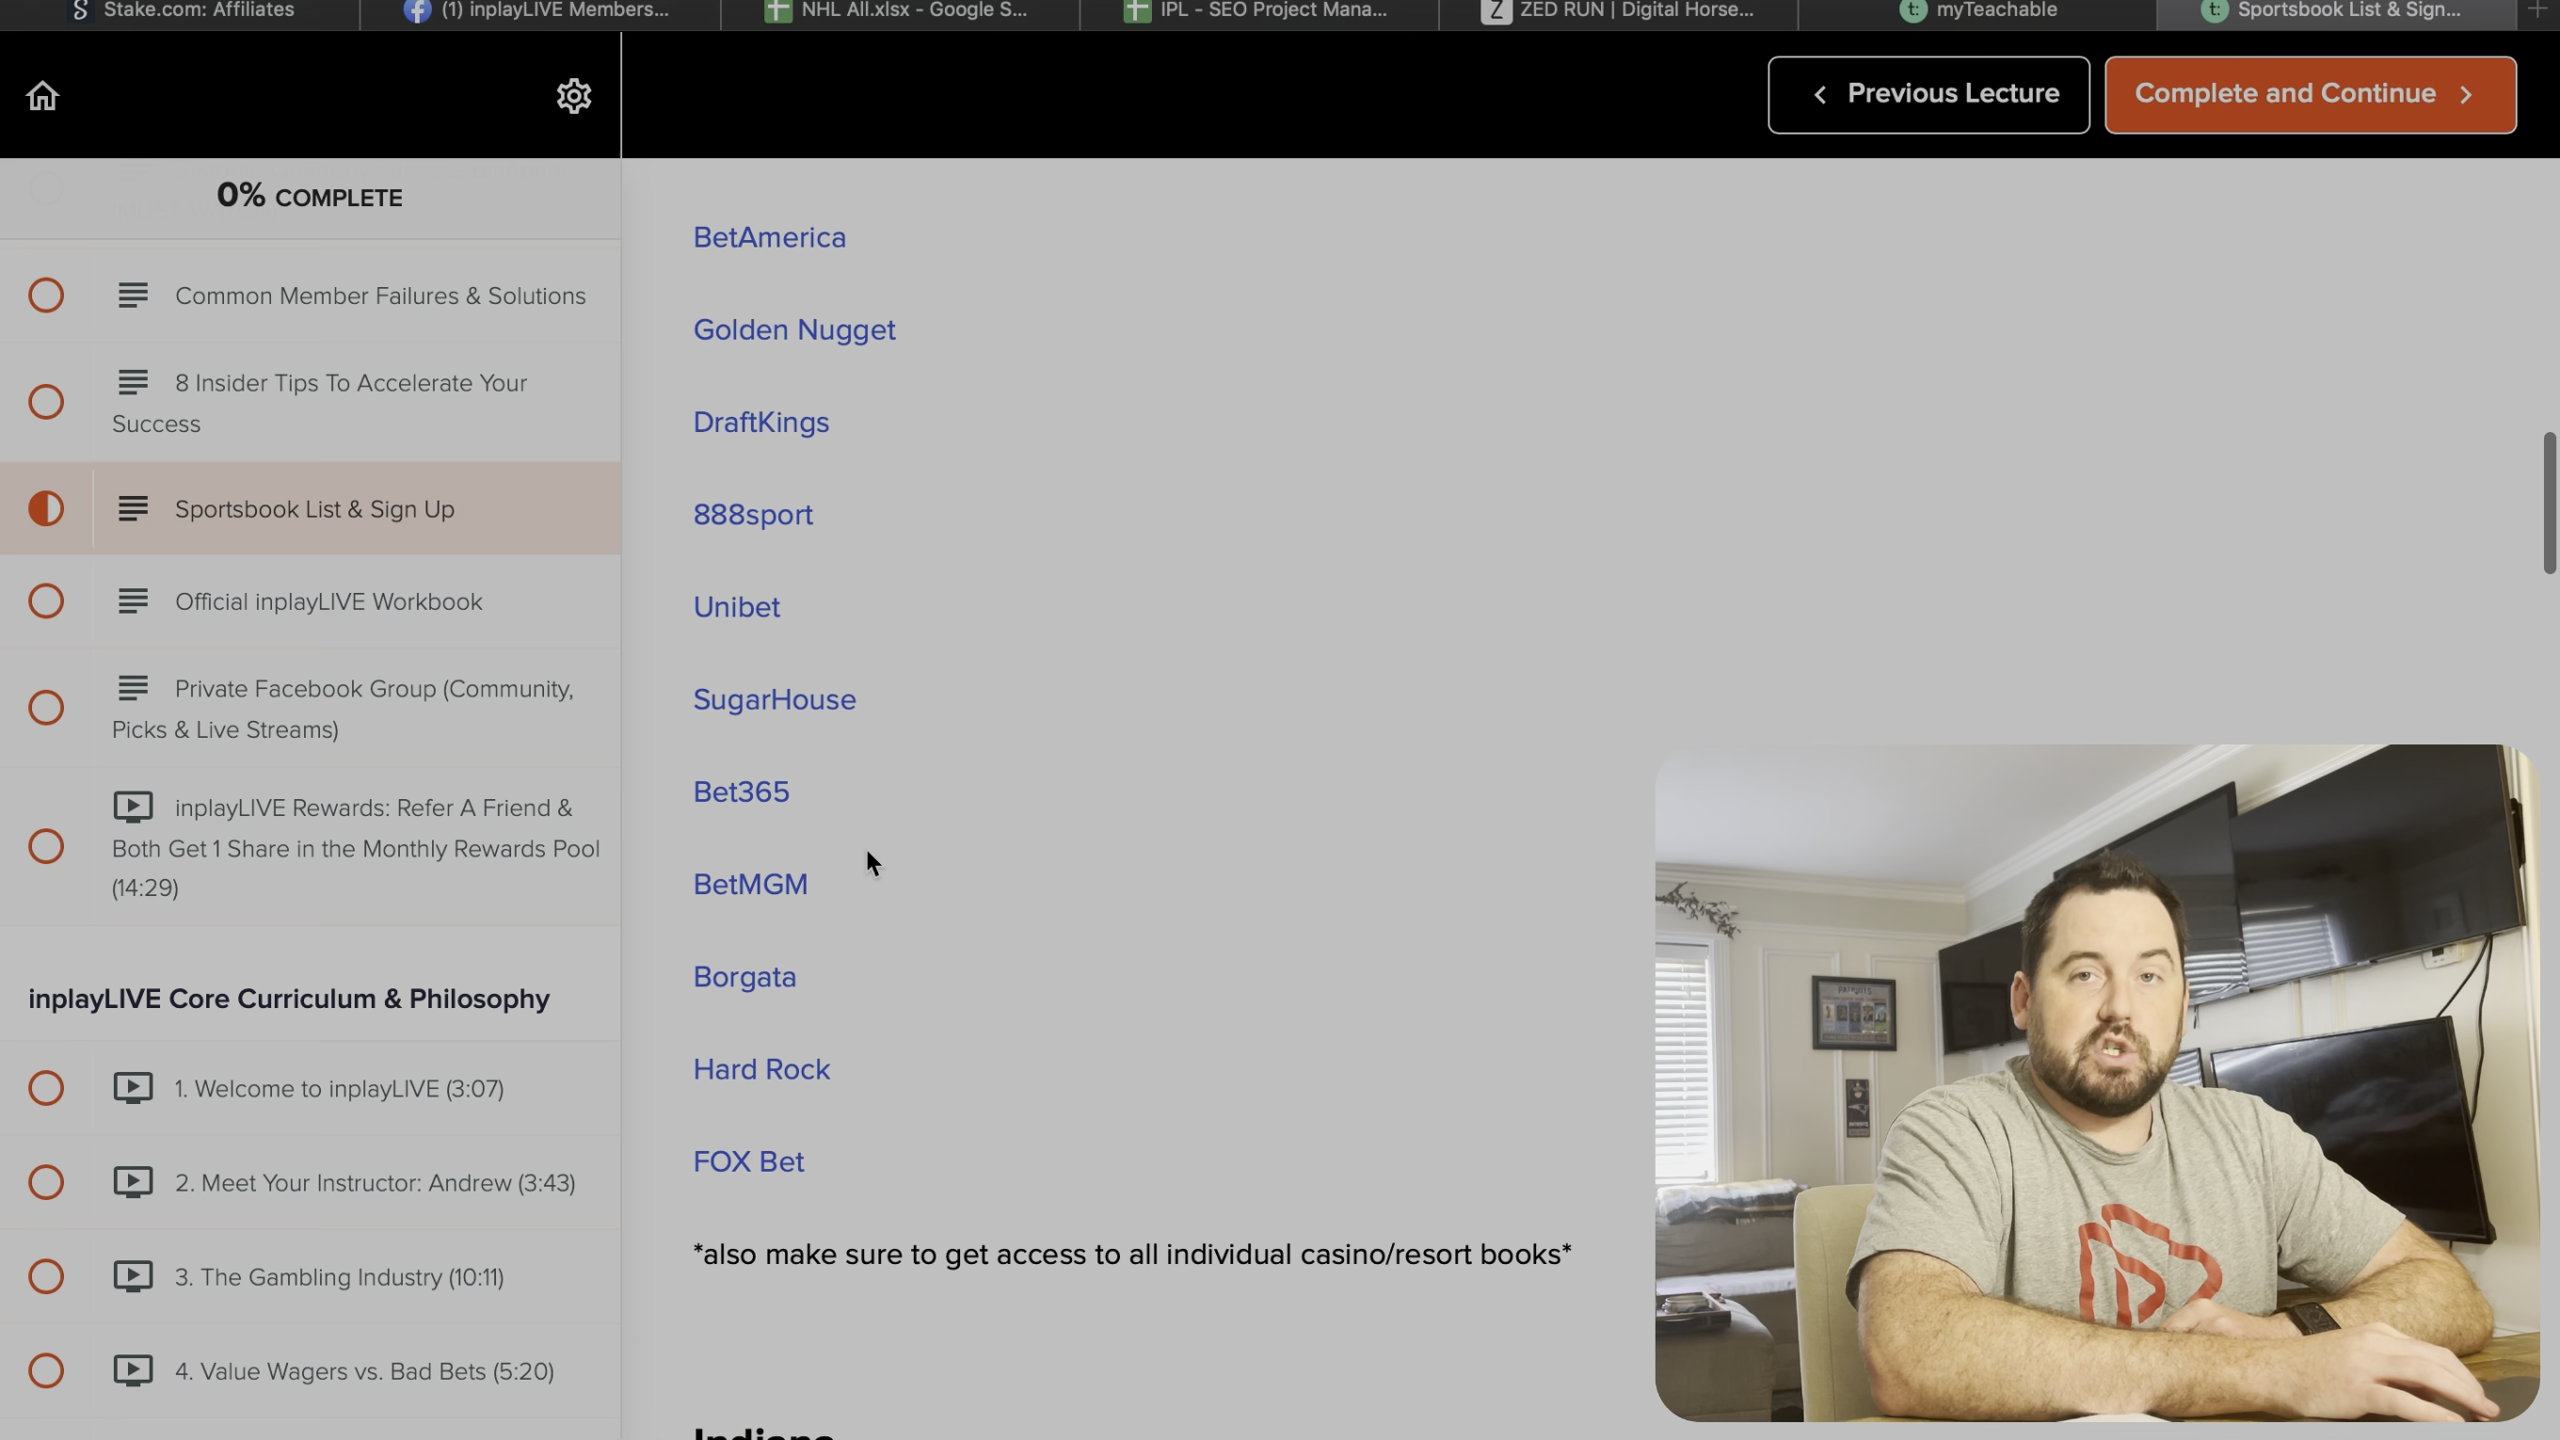 Stake.com: Affiliates
(1) inplayLIVE Members...
NHL All.xlsx - Google S...
IPL - SEO Project Mana...
ZED RUN | Digital Horse...
myTeachable
Sportsbook List & Sign...
Previous Lecture
Complete and Continue
0% COMPLETE
Common Member Failures & Solutions
8 Insider Tips To Accelerate Your
Success
Sportsbook List & Sign Up
Official inplayLIVE Workbook
Private Facebook Group (Community,
Picks & Live Streams)
inplayLIVE Rewards: Refer A Friend &
Both Get 1 Share in the Monthly Rewards Pool
(14:29)
inplayLIVE Core Curriculum & Philosophy
1. Welcome to inplayLIVE (3:07)
2. Meet Your Instructor: Andrew (3:43)
3. The Gambling Industry (10:11)
4. Value Wagers vs. Bad Bets (5:20)
BetAmerica
Golden Nugget
DraftKings
888sport
Unibet
SugarHouse
Bet365
BetMGM
Borgata
Hard Rock
FOX Bet
*also make sure to get access to all individual casino/resort books*
Indiana
PATRIOTS